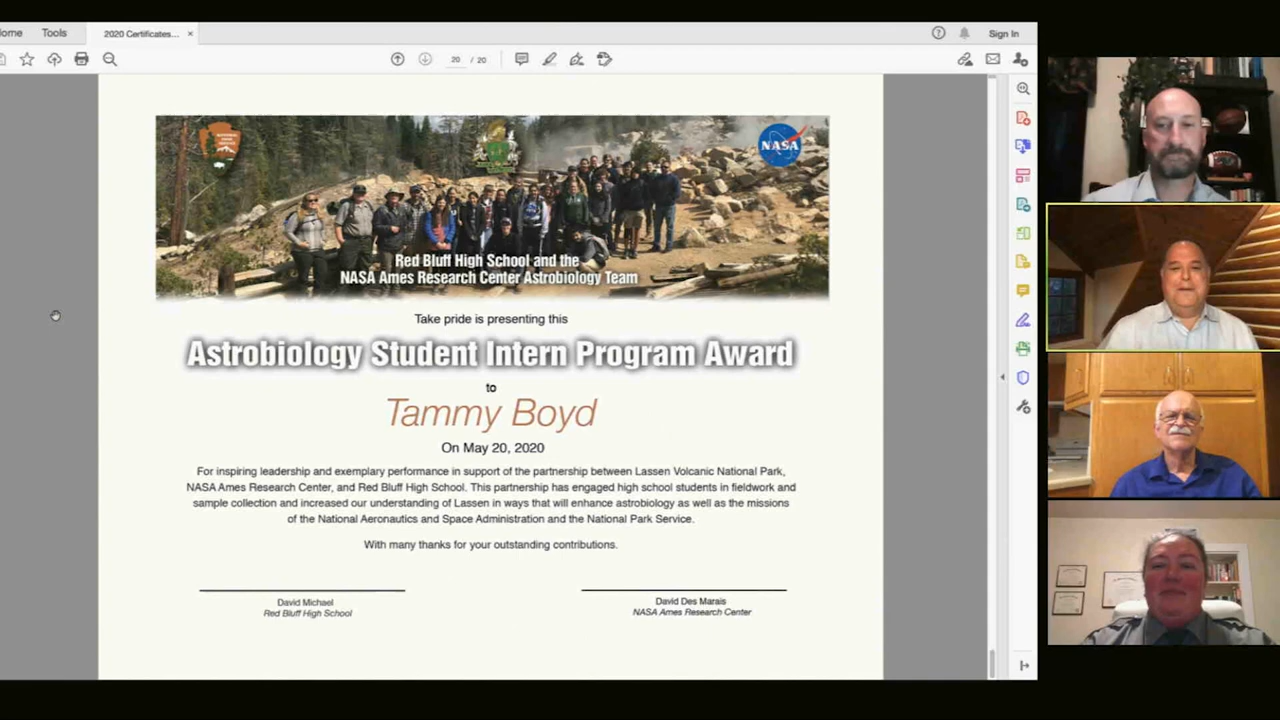 ome
Tools
2020 Certificates...
×
Sign In
20 / 20
NATIONAL
PARK
SERVICE
NASA
Red Bluff High School and the
NASA Ames Research Center Astrobiology Team
Take pride is presenting this
Astrobiology Student Intern Program Award
to
Tammy Boyd
On May 20, 2020
For inspiring leadership and exemplary performance in support of the partnership between Lassen Volcanic National Park,
NASA Ames Research Center, and Red Bluff High School. This partnership has engaged high school students in fieldwork and
sample collection and increased our understanding of Lassen in ways that will enhance astrobiology as well as the missions
of the National Aeronautics and Space Administration and the National Park Service.
With many thanks for your outstanding contributions.
David Michael
Red Bluff High School
David Des Marais
NASA Ames Research Center